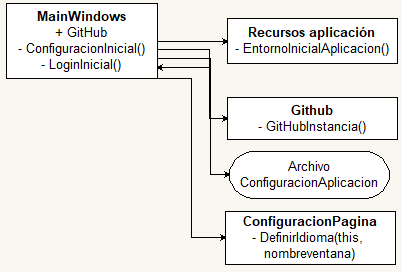 MainWindows
+ GitHub
- ConfiguracionInicial()
- LoginInicial()
Recursos aplicación
- EntornoInicialAplicacion()
Github
- GitHubInstancia()
Archivo
ConfiguracionAplicacion
ConfiguracionPagina
- DefinirIdioma(this,
nombreventana)